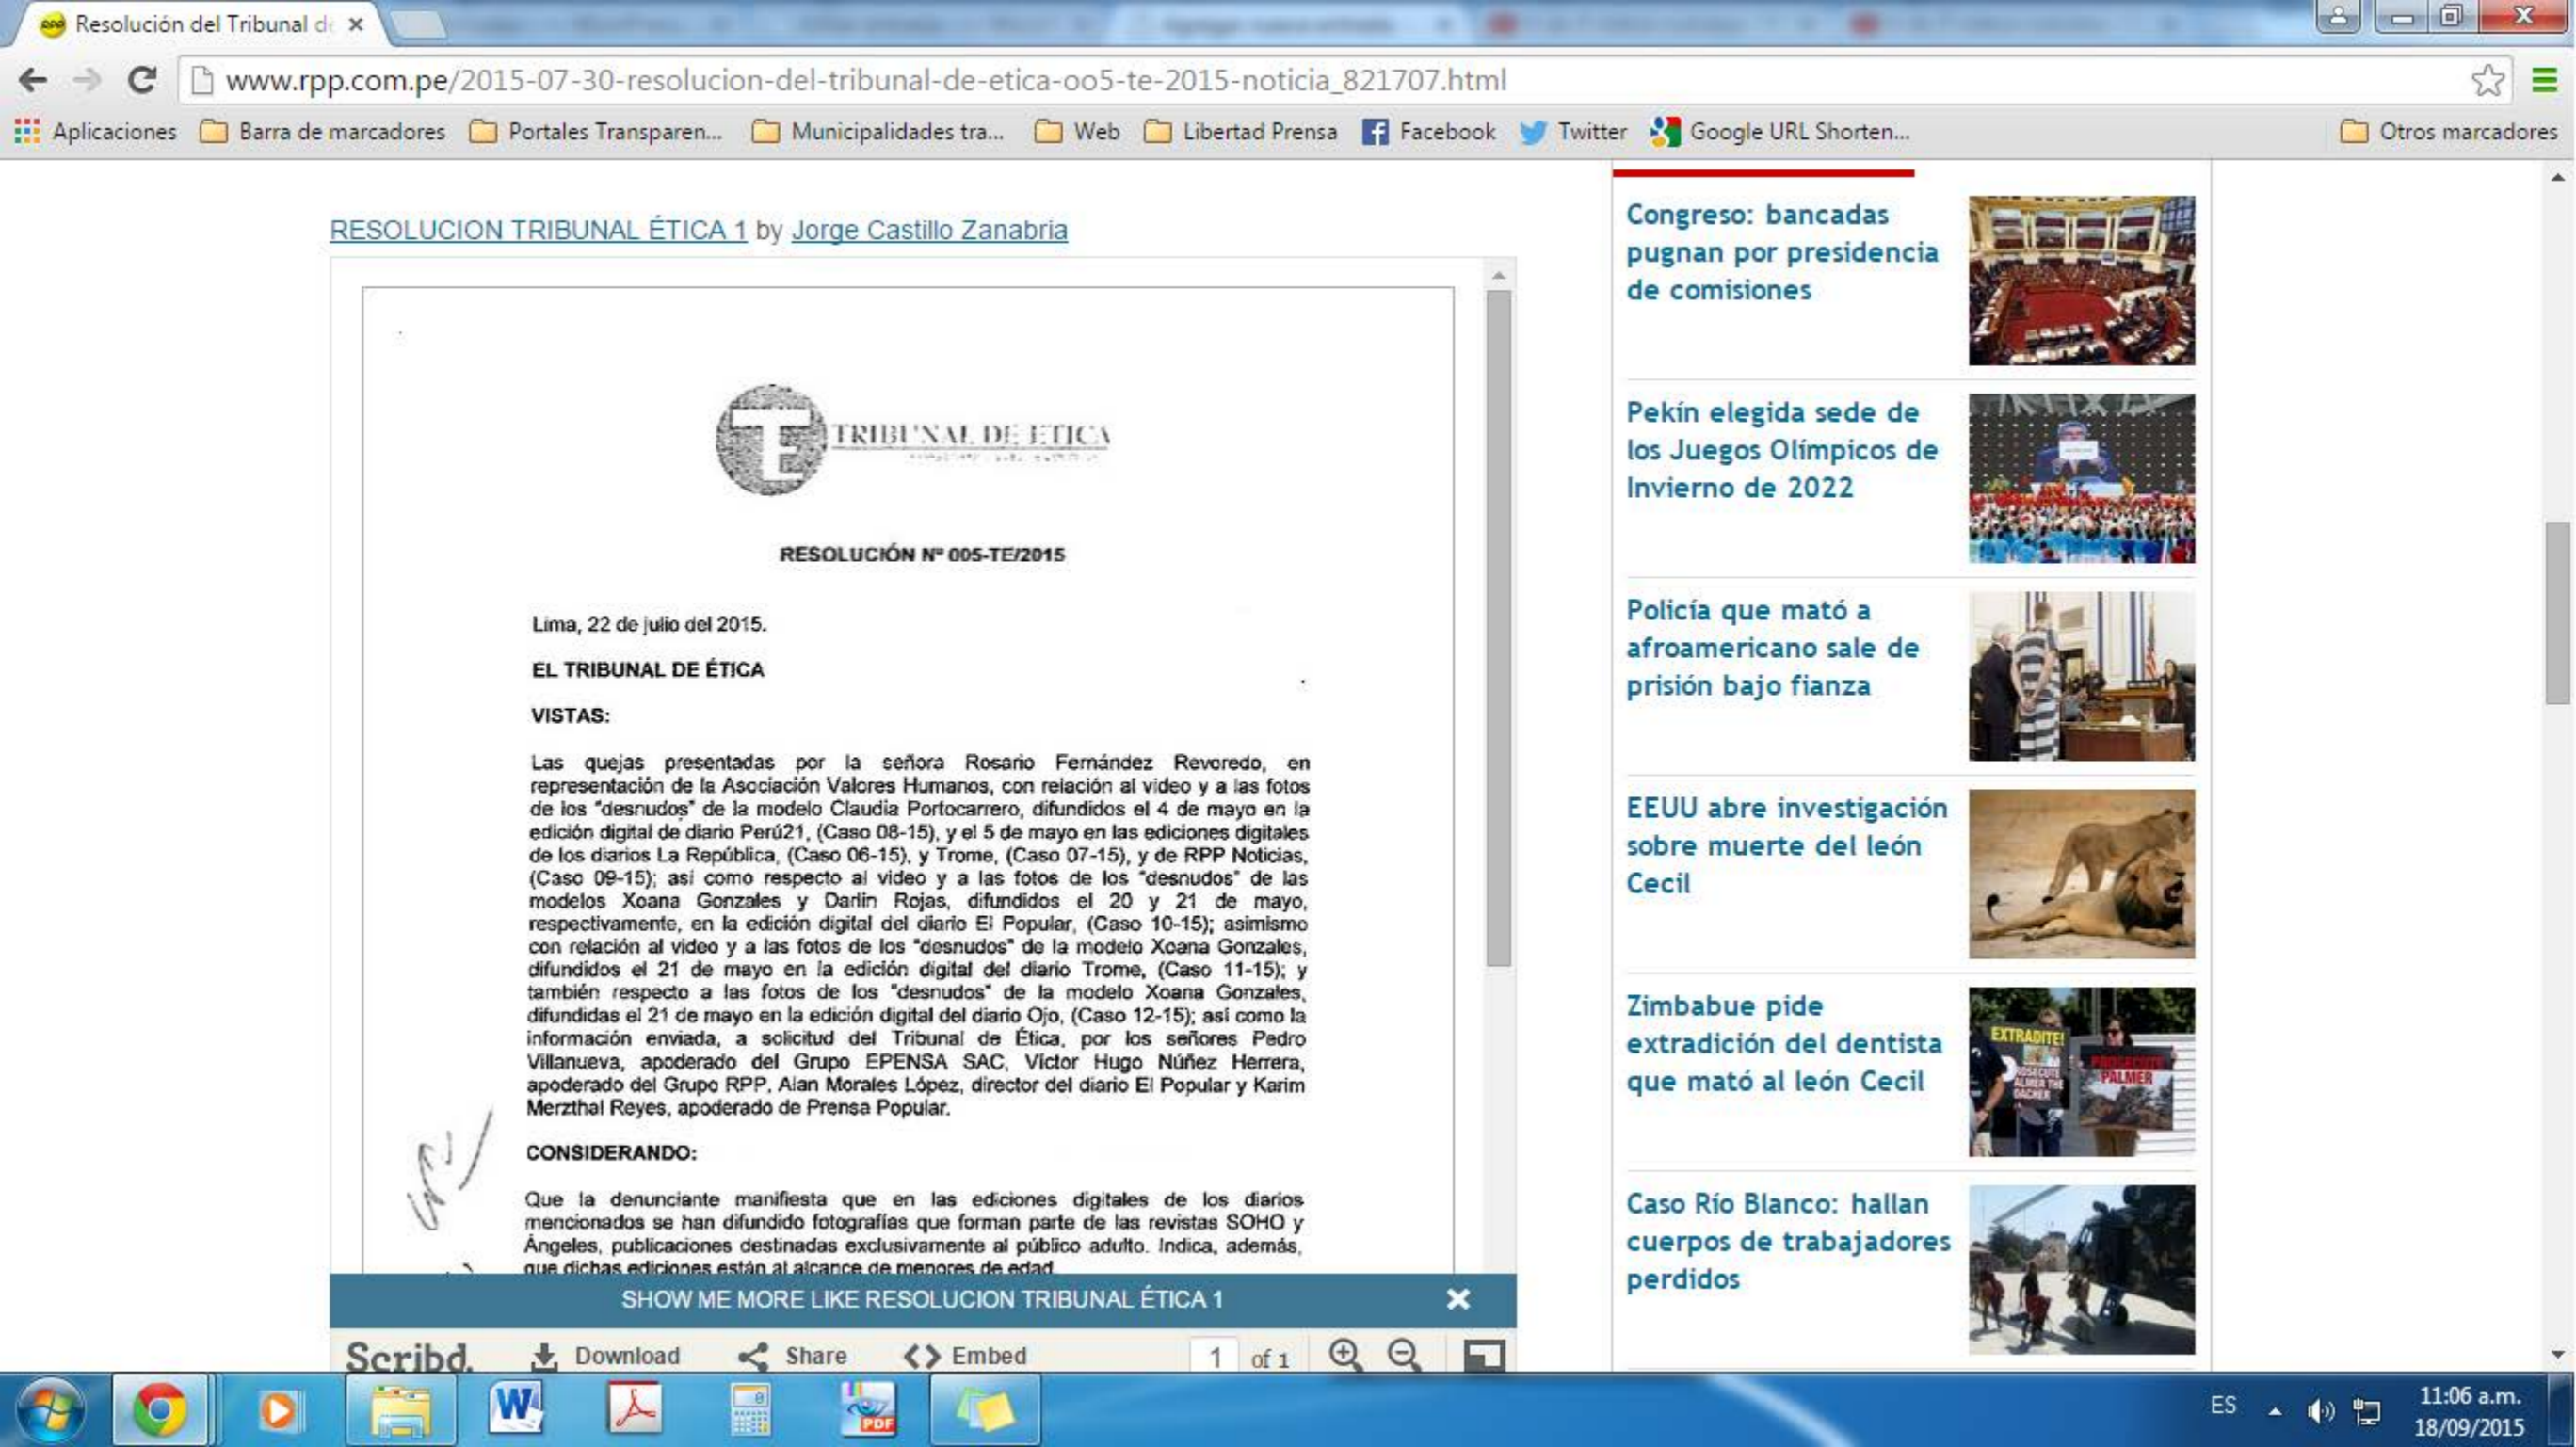 Resolución del Tribunal de
www.rpp.com.pe/2015-07-30-resolucion-del-tribunal-de-etica-oo5-te-2015-noticia_821707.html
Aplicaciones Barra de marcadores Portales Transparen... Municipalidades tra... Web Libertad Prensa Facebook Twitter Google URL Shorten... Otros marcadores
RESOLUCION TRIBUNAL ÉTICA 1 by Jorge Castillo Zanabria
TE TRIBUNAL DE ETICA
RESOLUCIÓN Nº 005-TE/2015
Lima, 22 de julio del 2015.
EL TRIBUNAL DE ÉTICA
VISTAS:
Las quejas presentadas por la señora Rosario Fernández Revoredo, en
representación de la Asociación Valores Humanos, con relación al video y a las fotos
de los "desnudos" de la modelo Claudia Portocarrero, difundidos el 4 de mayo en la
edición digital de diario Perú21, (Caso 08-15), y el 5 de mayo en las ediciones digitales
de los diarios La República, (Caso 06-15), y Trome, (Caso 07-15), y de RPP Noticias,
(Caso 09-15); así como respecto al video y a las fotos de los "desnudos" de las
modelos Xoana Gonzales y Darlin Rojas, difundidos el 20 y 21 de mayo,
respectivamente, en la edición digital del diario El Popular, (Caso 10-15); asimismo
con relación al video y a las fotos de los "desnudos" de la modelo Xoana Gonzales,
difundidos el 21 de mayo en la edición digital del diario Trome, (Caso 11-15); y
también respecto a las fotos de los "desnudos" de la modelo Xoana Gonzales,
difundidas el 21 de mayo en la edición digital del diario Ojo, (Caso 12-15); así como la
información enviada, a solicitud del Tribunal de Ética, por los señores Pedro
Villanueva, apoderado del Grupo EPENSA SAC, Víctor Hugo Núñez Herrera,
apoderado del Grupo RPP, Alan Morales López, director del diario El Popular y Karim
Merzthal Reyes, apoderado de Prensa Popular.
CONSIDERANDO:
Que la denunciante manifiesta que en las ediciones digitales de los diarios
mencionados se han difundido fotografías que forman parte de las revistas SOHO y
Ángeles, publicaciones destinadas exclusivamente al público adulto. Indica, además,
que dichas ediciones están al alcance de menores de edad.
SHOW ME MORE LIKE RESOLUCION TRIBUNAL ÉTICA 1
Scribd. Download Share Embed 1 of 1
Congreso: bancadas
pugnan por presidencia
de comisiones
Pekín elegida sede de
los Juegos Olímpicos de
Invierno de 2022
Policía que mató a
afroamericano sale de
prisión bajo fianza
EEUU abre investigación
sobre muerte del león
Cecil
Zimbabue pide
extradición del dentista
que mató al león Cecil
EXTRADITE!
PROSECUTE
PALMER
Caso Río Blanco: hallan
cuerpos de trabajadores
perdidos
ES
11:06 a.m.
18/09/2015